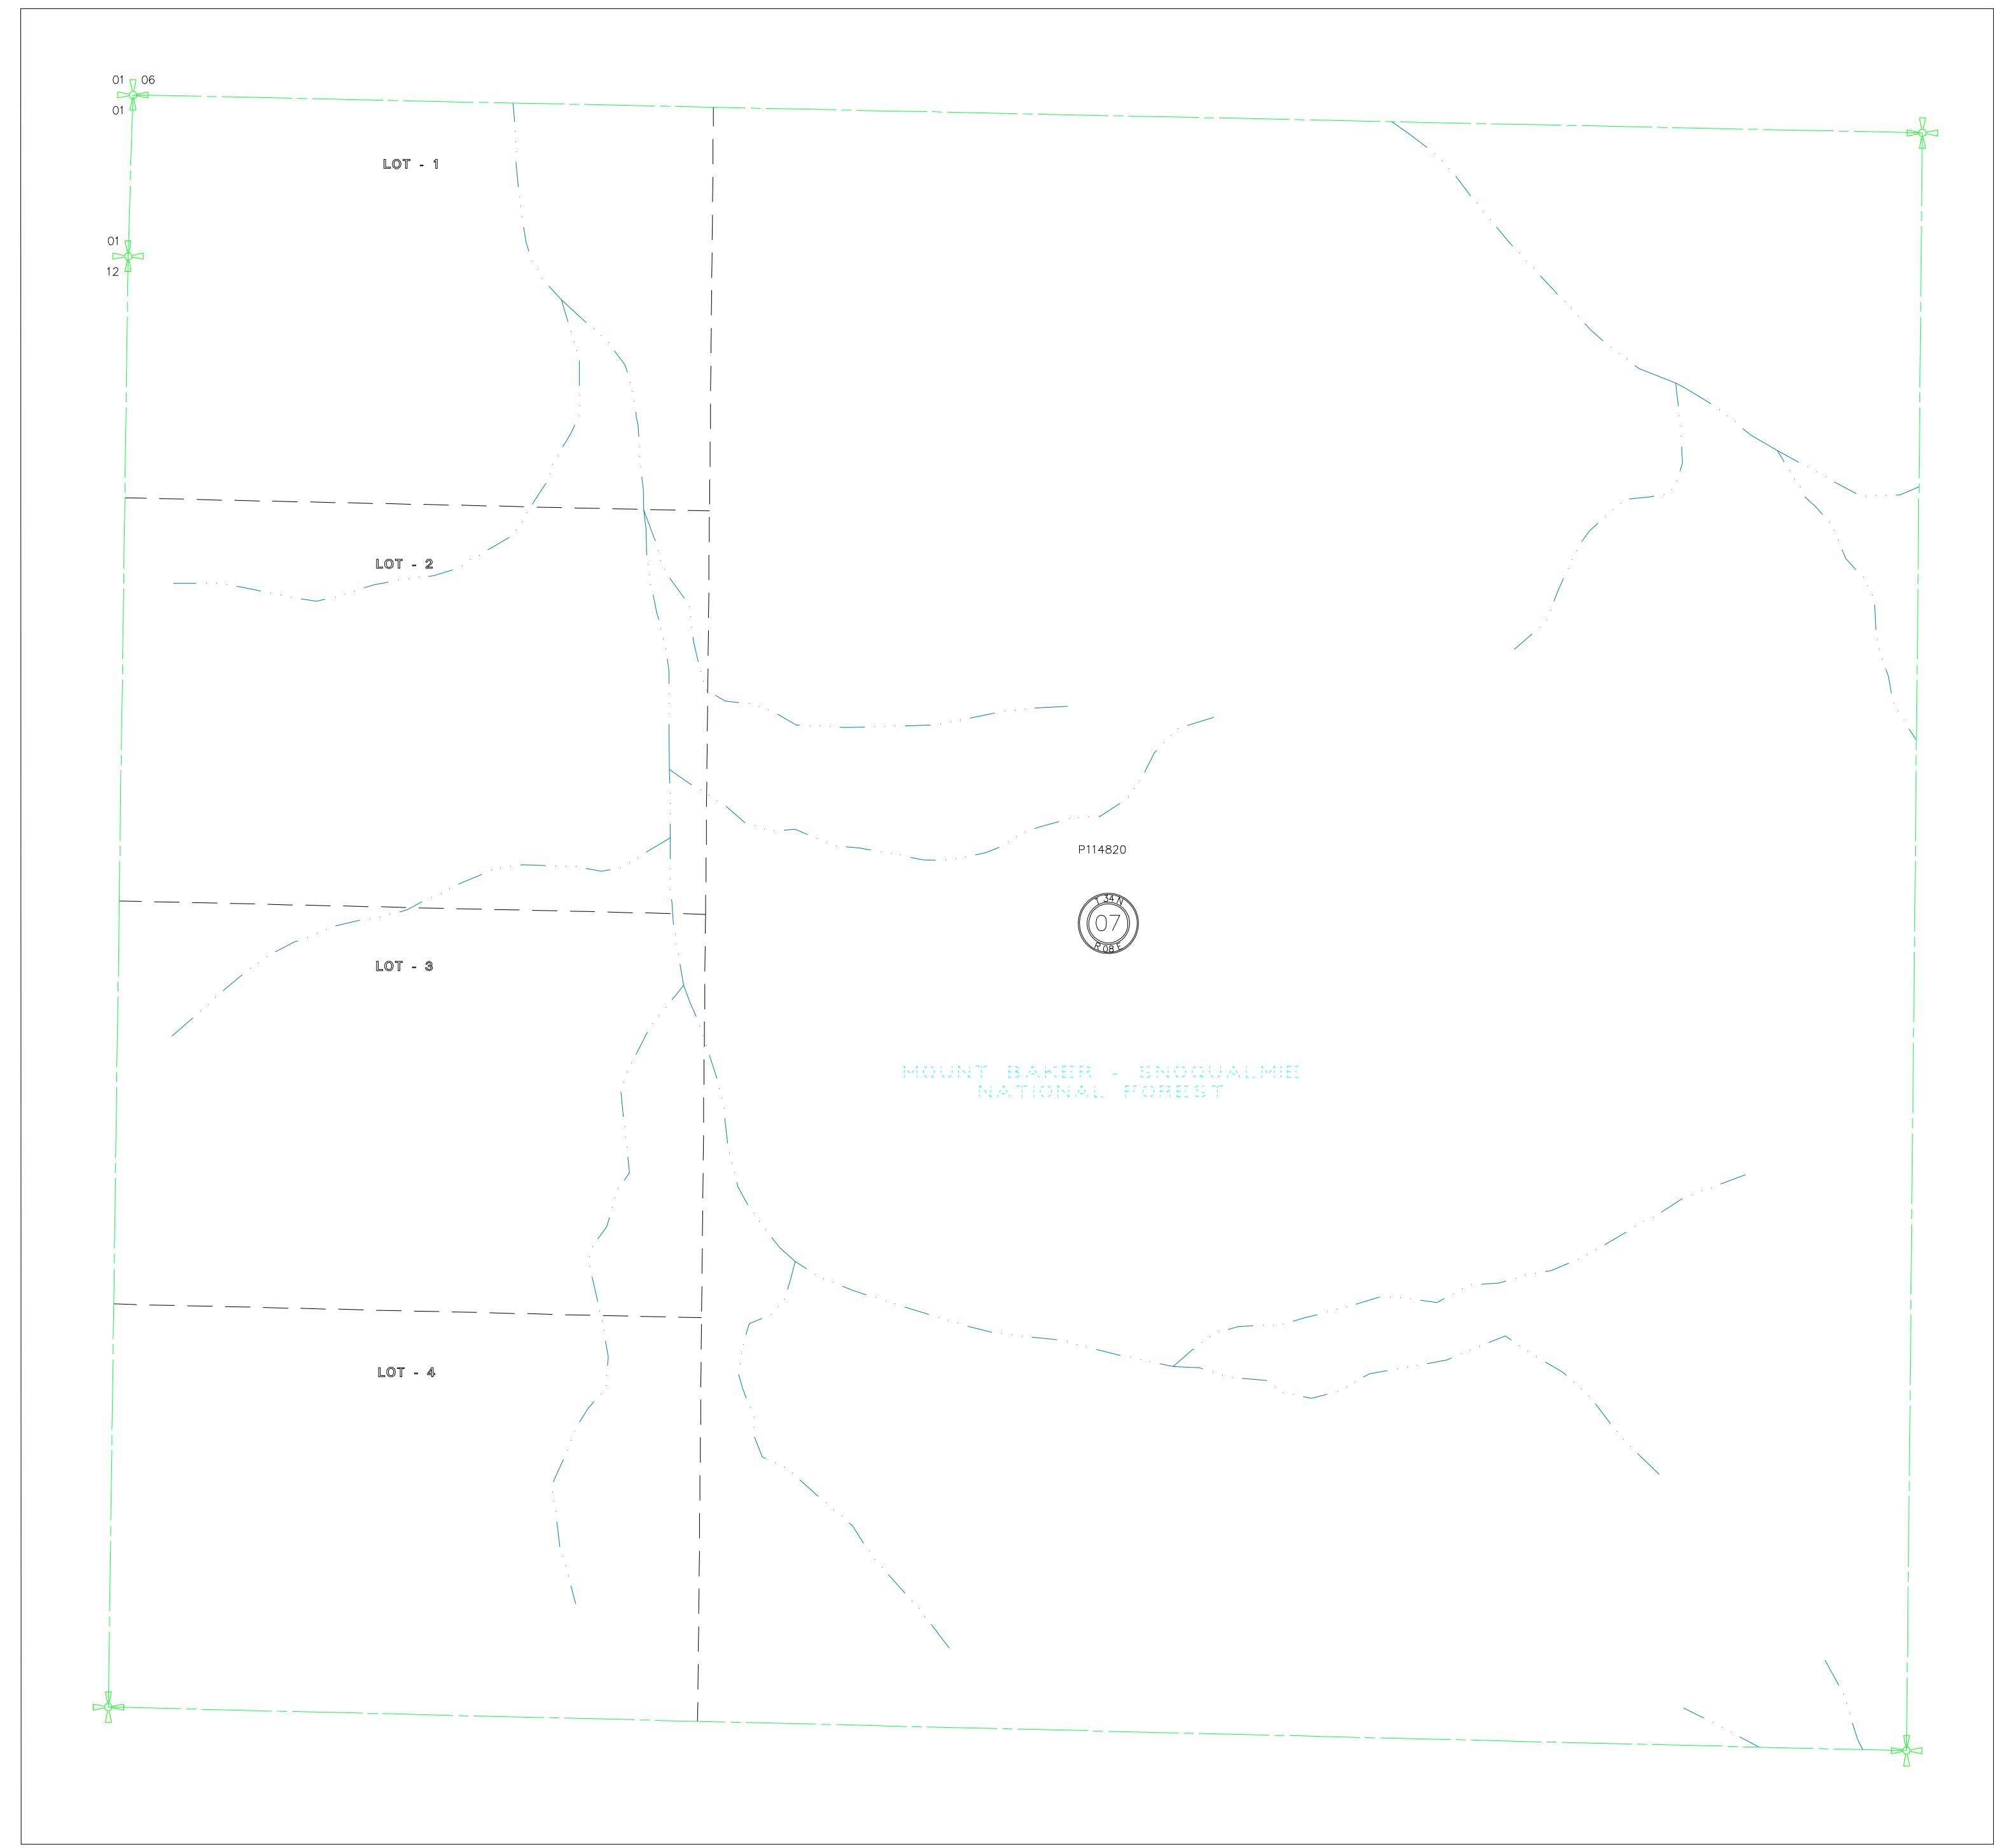 01 06
01
LOT - 1
01
12
LOT - 2
P114820
T 34 N
07
R 08 E
LOT - 3
MOUNT BAKER - SNOQUALMIE
NATIONAL FOREST
LOT - 4